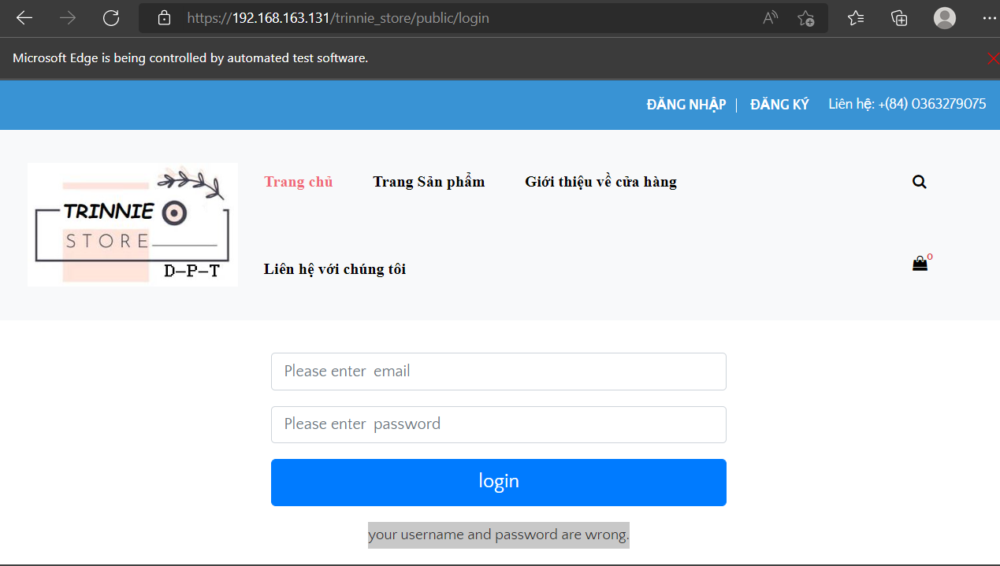 https://192.168.163.131/trinnie_store/public/login
Microsoft Edge is being controlled by automated test software.
ĐĂNG NHẬP | ĐĂNG KÝ Liên hệ: +(84) 0363279075
TRINNIE
STORE
D-P-T
Trang chủ Trang Sản phẩm Giới thiệu về cửa hàng
Liên hệ với chúng tôi
0
Please enter email
Please enter password
login
your username and password are wrong.